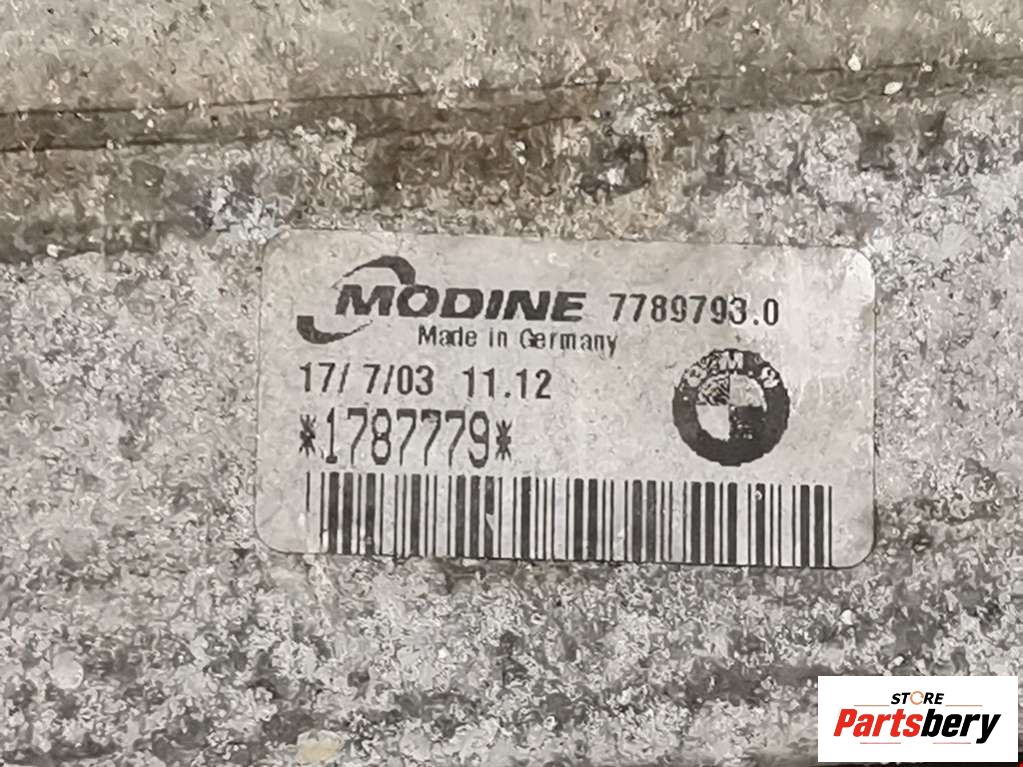 MODINE 7789793.0
Made in Germany
17/ 7/03 11.12
BMW
*1787779*
STORE
Partsbery